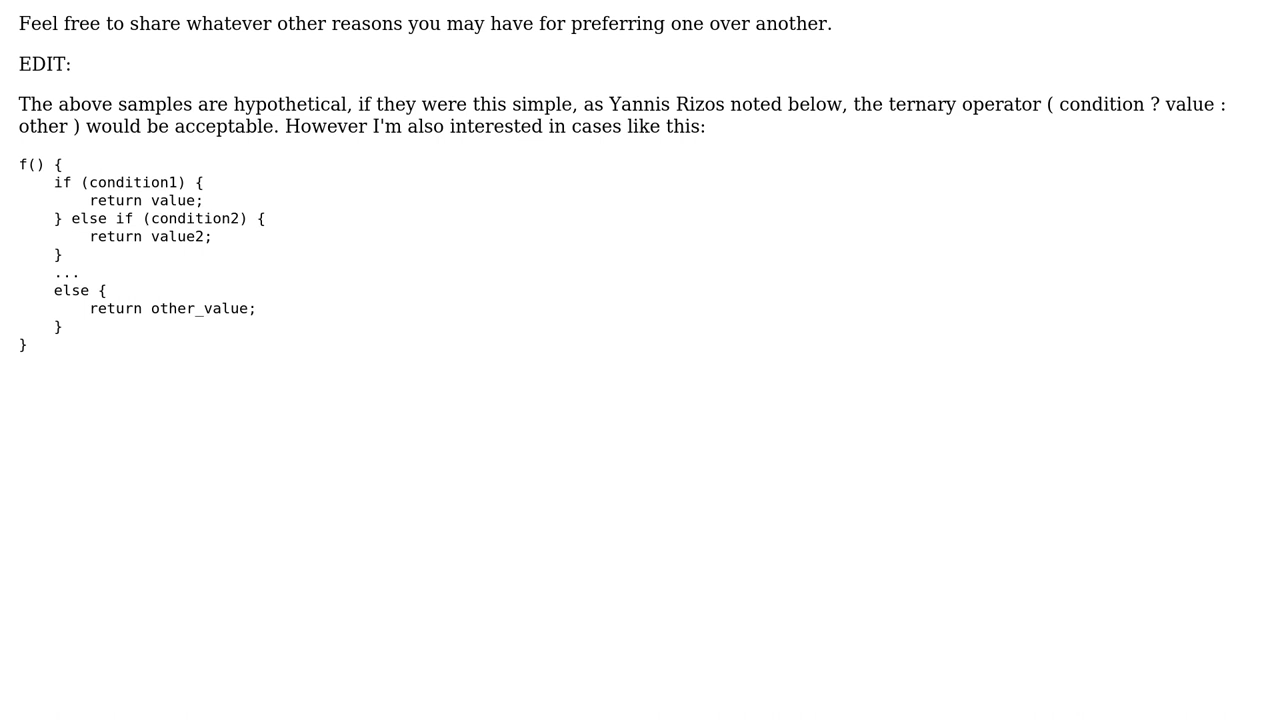 Feel free to share whatever other reasons you may have for preferring one over another.
EDIT:
The above samples are hypothetical, if they were this simple, as Yannis Rizos noted below, the ternary operator ( condition ? value :
other ) would be acceptable. However I'm also interested in cases like this:
f() {
    if (condition1) {
        return value;
    } else if (condition2) {
        return value2;
    }
    ...
    else {
        return other_value;
    }
}